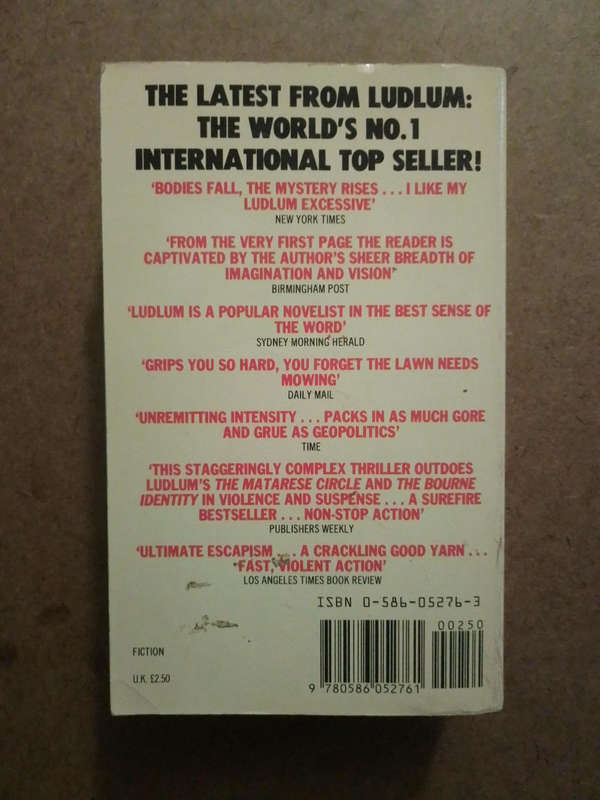 THE LATEST FROM LUDLUM:
THE WORLD'S NO.1
INTERNATIONAL TOP SELLER!
'BODIES FALL, THE MYSTERY RISES ... I LIKE MY
LUDLUM EXCESSIVE'
NEW YORK TIMES
'FROM THE VERY FIRST PAGE THE READER IS
CAPTIVATED BY THE AUTHOR'S SHEER BREADTH OF
IMAGINATION AND VISION'
BIRMINGHAM POST
'LUDLUM IS A POPULAR NOVELIST IN THE BEST SENSE OF
THE WORD'
SYDNEY MORNING HERALD
'GRIPS YOU SO HARD, YOU FORGET THE LAWN NEEDS
MOWING'
DAILY MAIL
'UNREMITTING INTENSITY ... PACKS IN AS MUCH GORE
AND GRUE AS GEOPOLITICS'
TIME
'THIS STAGGERINGLY COMPLEX THRILLER OUTDOES
LUDLUM'S THE MATARESE CIRCLE AND THE BOURNE
IDENTITY IN VIOLENCE AND SUSPENSE ... A SUREFIRE
BESTSELLER ... NON-STOP ACTION'
PUBLISHERS WEEKLY
'ULTIMATE ESCAPISM ... A CRACKLING GOOD YARN ...
FAST, VIOLENT ACTION'
LOS ANGELES TIMES BOOK REVIEW
ISBN 0-586-05276-3
00250
FICTION
U.K. £2.50
9 780586 052761